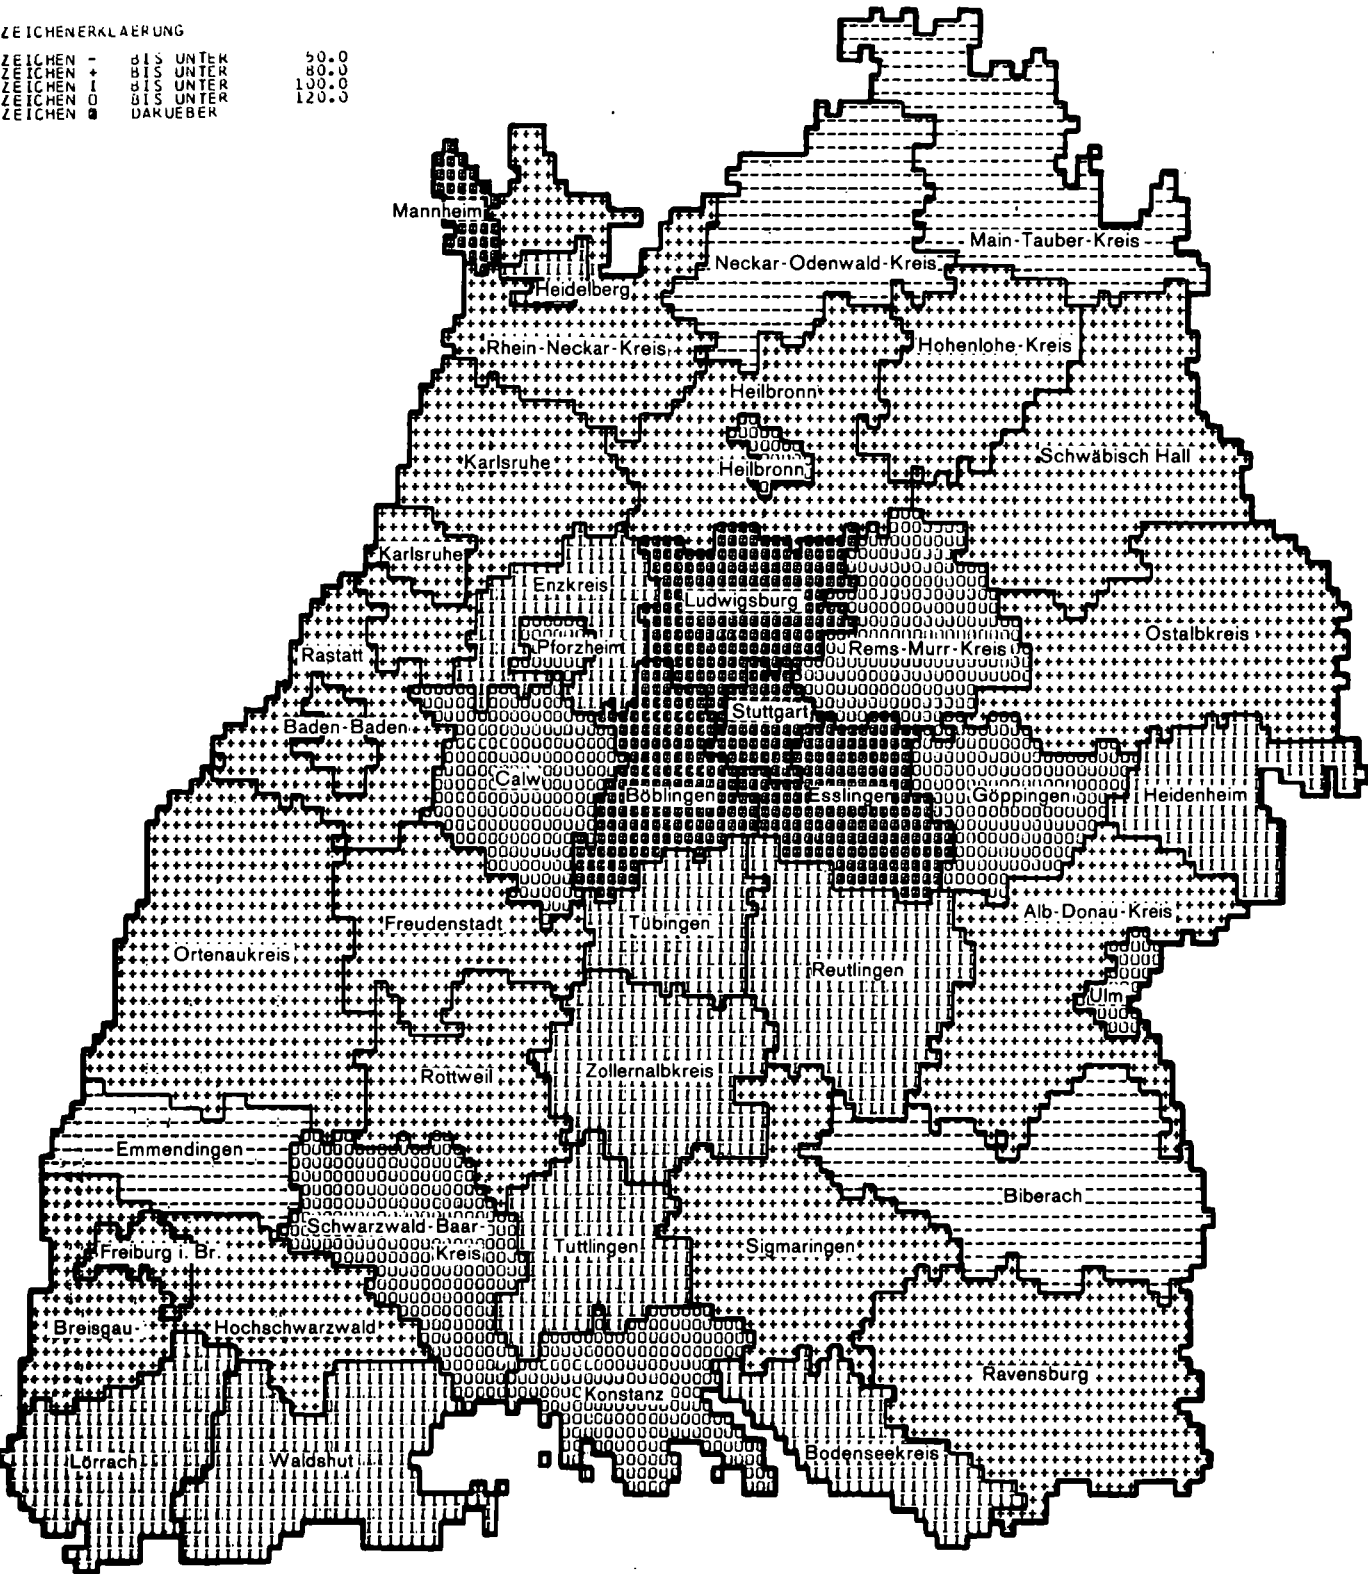 ZEICHENERKLAERUNG
ZEICHEN - BIS UNTER 50.0
ZEICHEN + BIS UNTER 80.0
ZEICHEN I BIS UNTER 100.0
ZEICHEN O BIS UNTER 120.0
ZEICHEN DARUEBER
Mannheim
Main-Tauber-Kreis
Neckar-Odenwald-Kreis
Heidelberg
Rhein-Neckar-Kreis
Hohenlohe-Kreis
Heilbronn
Karlsruhe
Heilbronn
Schwäbisch Hall
Karlsruhe
Enzkreis
Ludwigsburg
Ostalbkreis
Rastatt
Pforzheim
Rems-Murr-Kreis
Baden-Baden
Stuttgart
Calw
Böblingen
Esslingen
Göppingen
Heidenheim
Freudenstadt
Tübingen
Alb-Donau-Kreis
Ortenaukreis
Reutlingen
Ulm
Rottweil
Zollernalbkreis
Emmendingen
Biberach
Schwarzwald-Baar-
Kreis
Freiburg i. Br.
Tuttlingen
Sigmaringen
Breisgau-
Hochschwarzwald
Ravensburg
Konstanz
Lörrach
Waldshut
Bodenseekreis